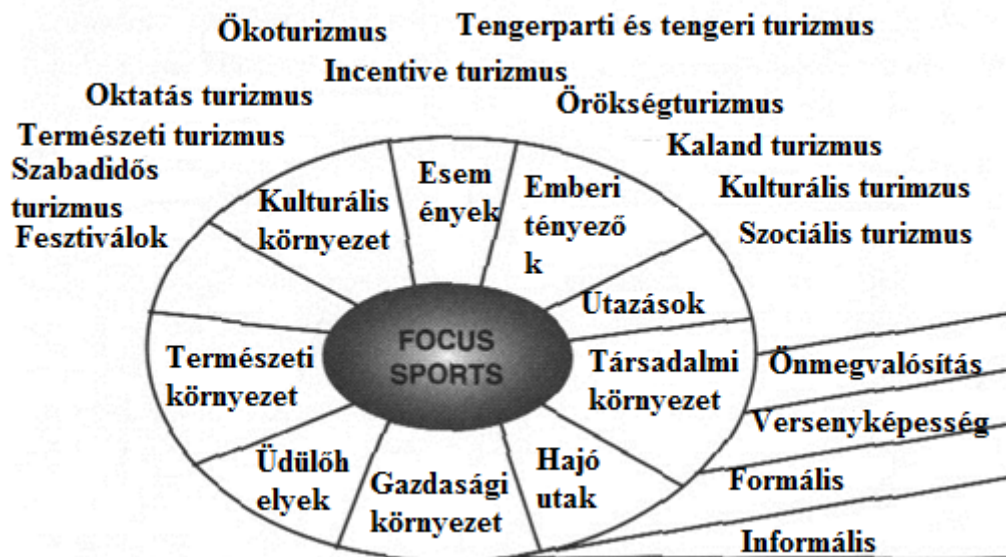 Ökoturizmus
Tengerparti és tengeri turizmus
Incentive turizmus
Oktatás turizmus
Örökségturizmus
Természeti turizmus
Kaland turizmus
Szabadidős
turizmus
Kulturális turimzus
Fesztiválok
Szociális turizmus
Kulturális
környezet
Esem
ények
Emberi
tényező
k
Utazások
FOCUS
SPORTS
Természeti
környezet
Társadalmi
környezet
Önmegvalósítás
Versenyképesség
Üdülőh
elyek
Gazdasági
környezet
Hajó
utak
Formális
Informális